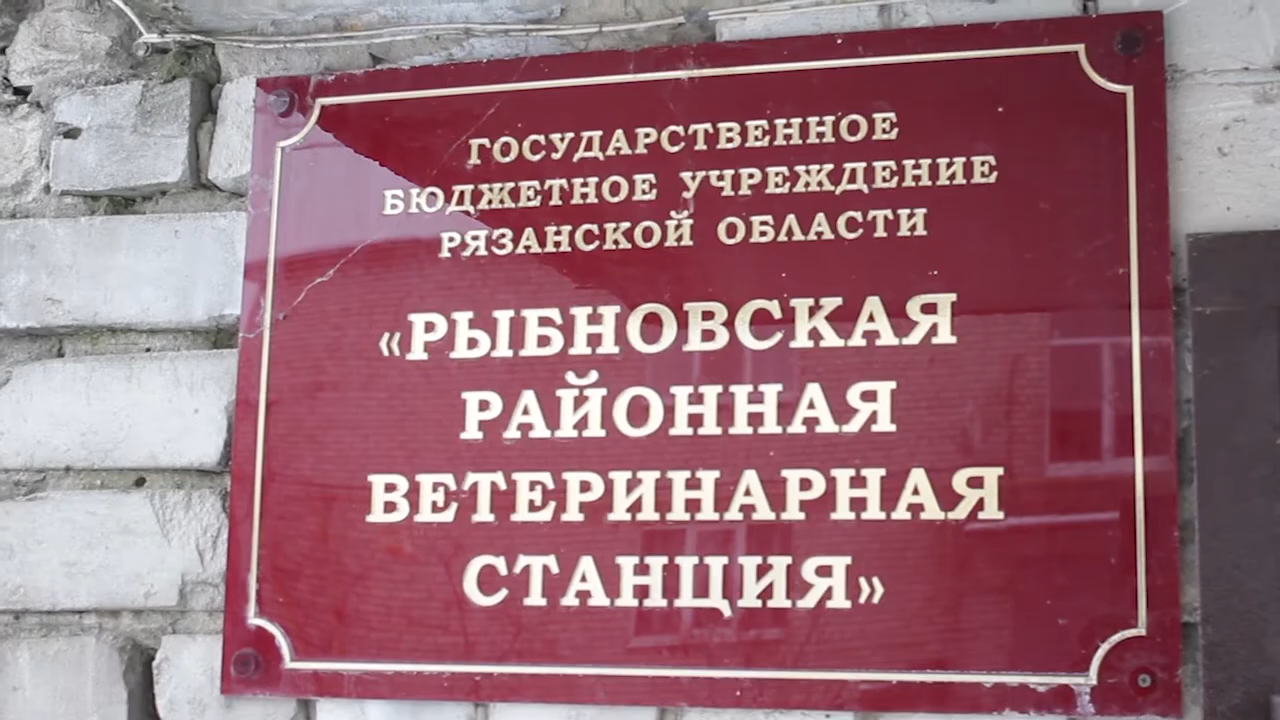 ГОСУДАРСТВЕННОЕ
БЮДЖЕТНОЕ УЧРЕЖДЕНИЕ
РЯЗАНСКОЙ ОБЛАСТИ
«РЫБНОВСКАЯ
РАЙОННАЯ
ВЕТЕРИНАРНАЯ
СТАНЦИЯ»